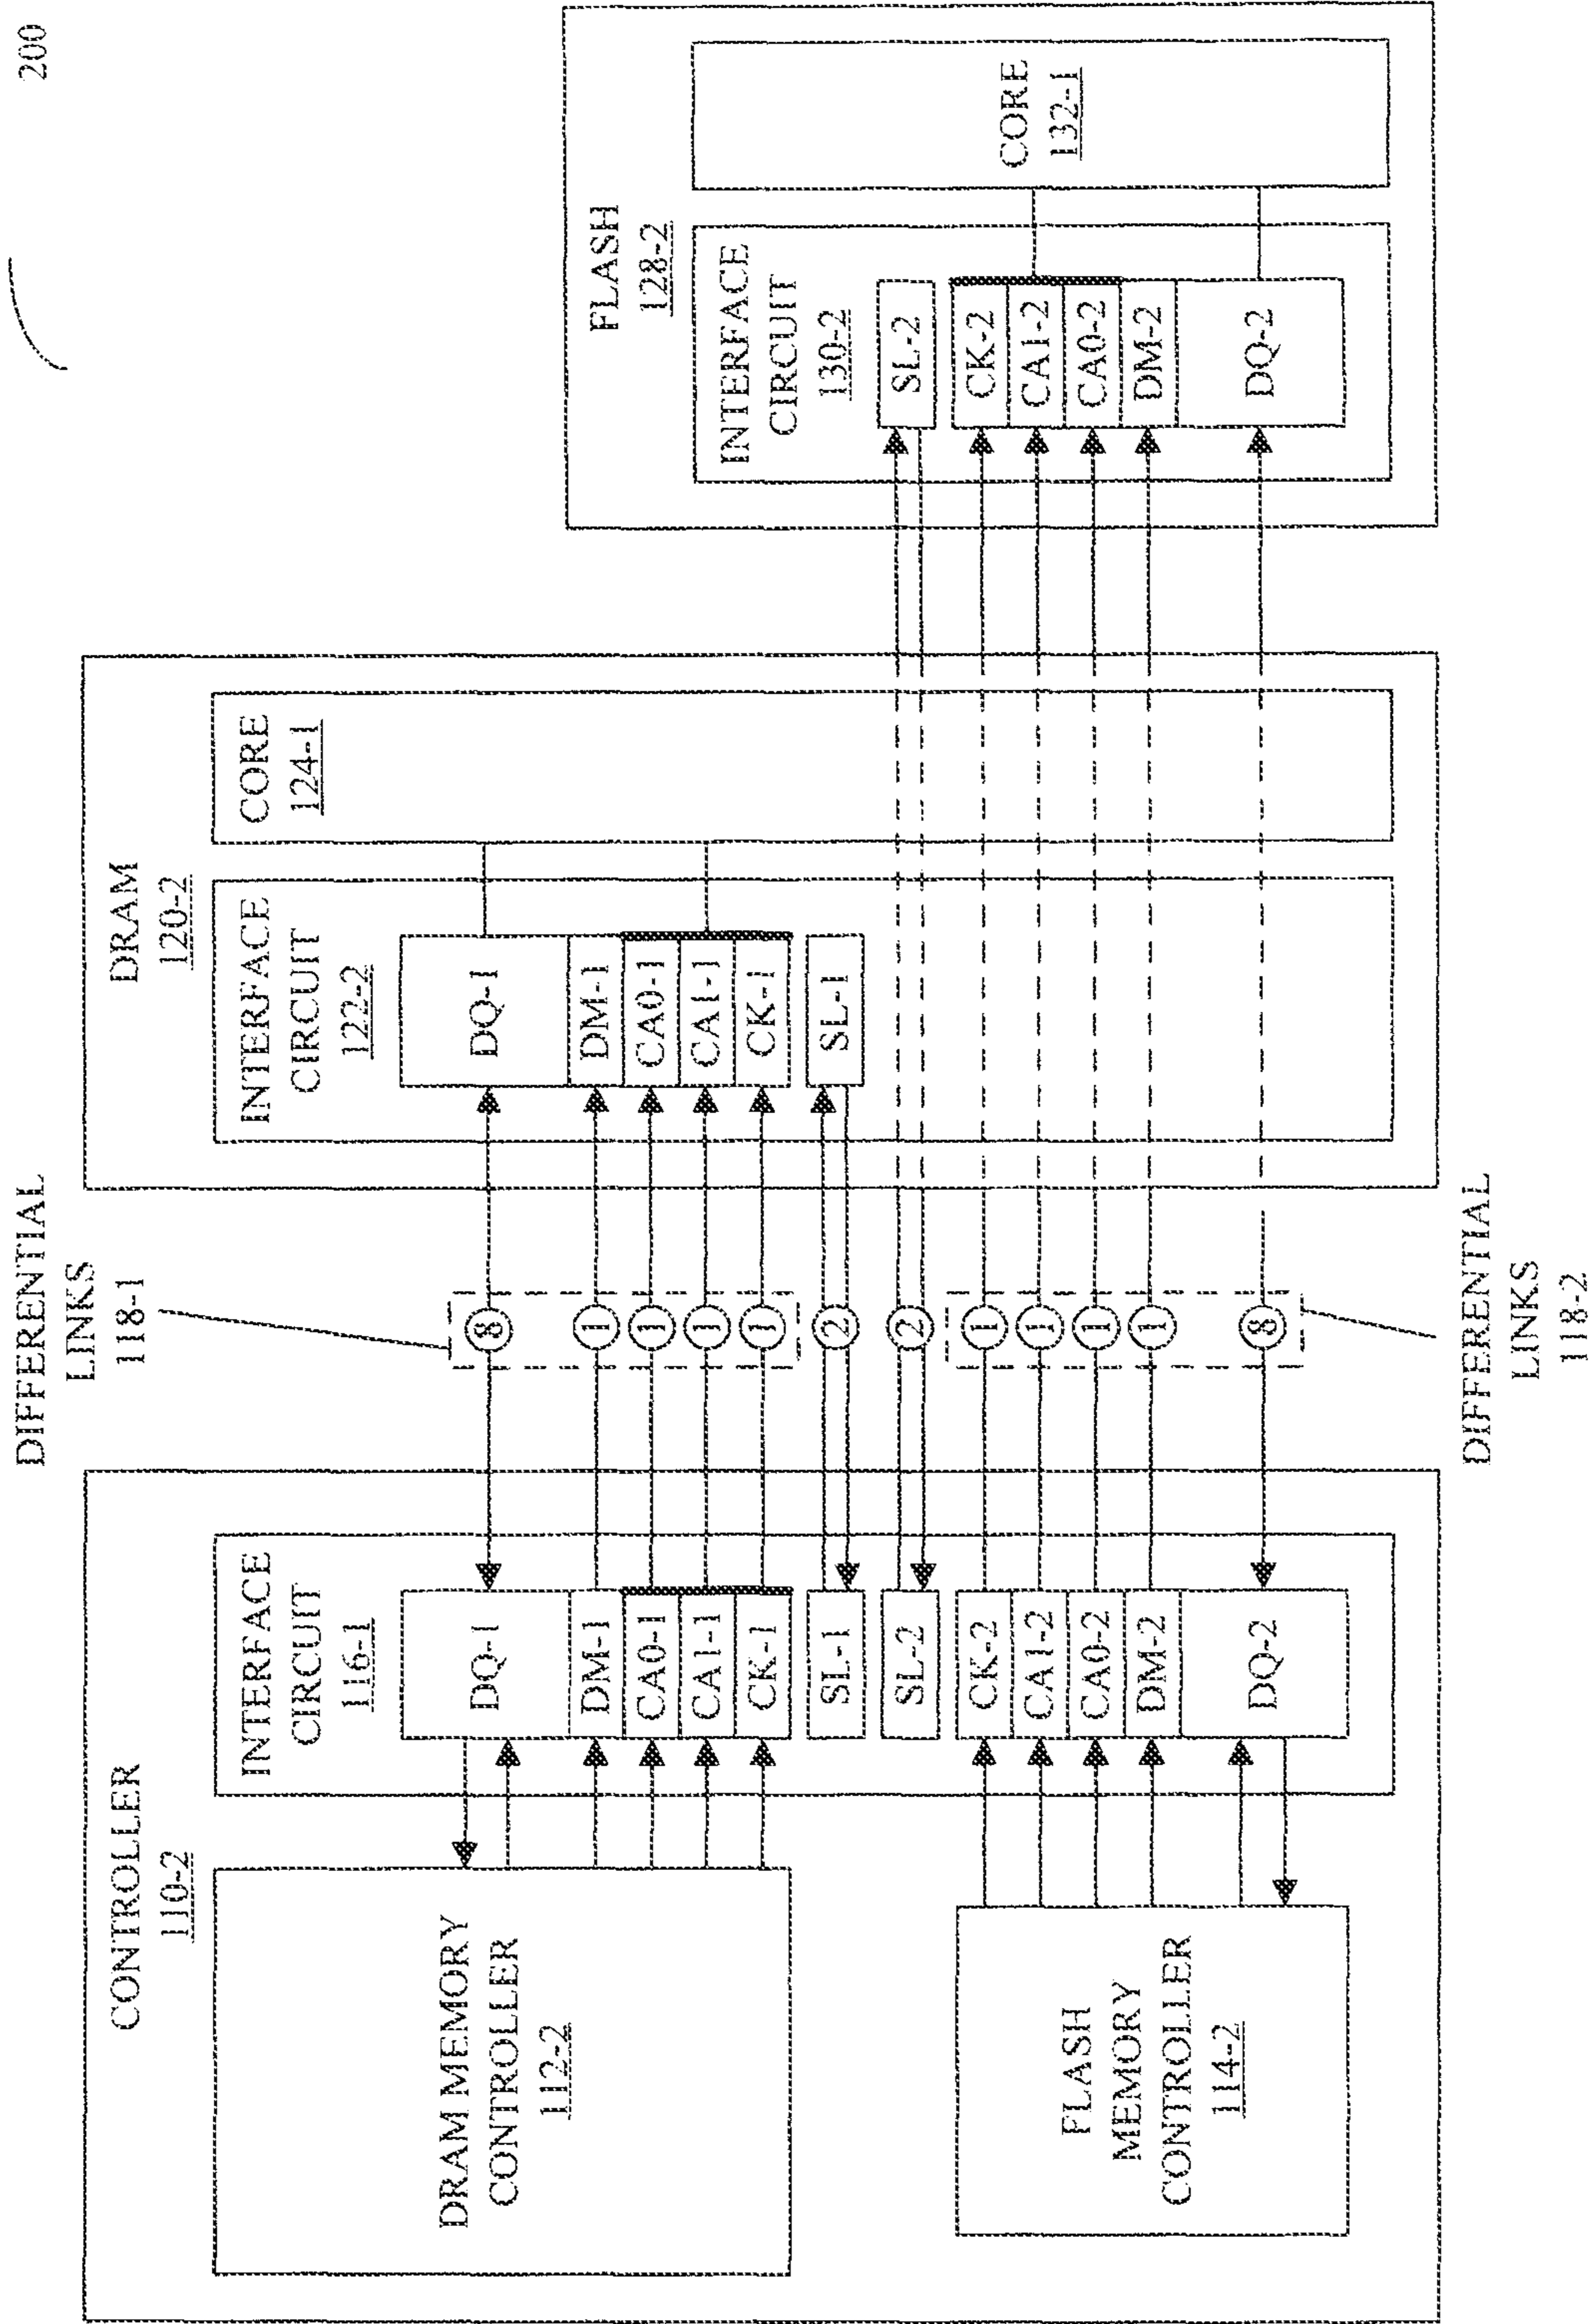 200
DIFFERENTIAL
LINKS
118-1
CONTROLLER
110-2
DRAM MEMORY
CONTROLLER
112-2
FLASH
MEMORY
CONTROLLER
114-2
INTERFACE
CIRCUIT
116-1
DQ-1
DM-1
CA0-1
CA1-1
CK-1
SL-1
SL-2
CK-2
CA1-2
CA0-2
DM-2
DQ-2
8
1
1
1
1
2
2
1
1
1
1
8
DIFFERENTIAL
LINKS
118-2
DRAM
120-2
INTERFACE
CIRCUIT
122-2
DQ-1
DM-1
CA0-1
CA1-1
CK-1
SL-1
CORE
124-1
FLASH
128-2
INTERFACE
CIRCUIT
130-2
SL-2
CK-2
CA1-2
CA0-2
DM-2
DQ-2
CORE
132-1